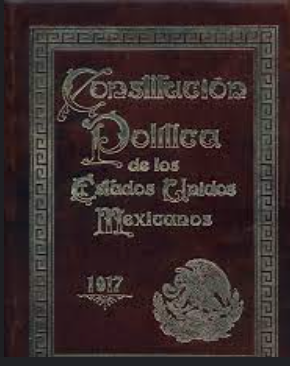 Constitución
Política
de los
Estados Unidos
Mexicanos
1917